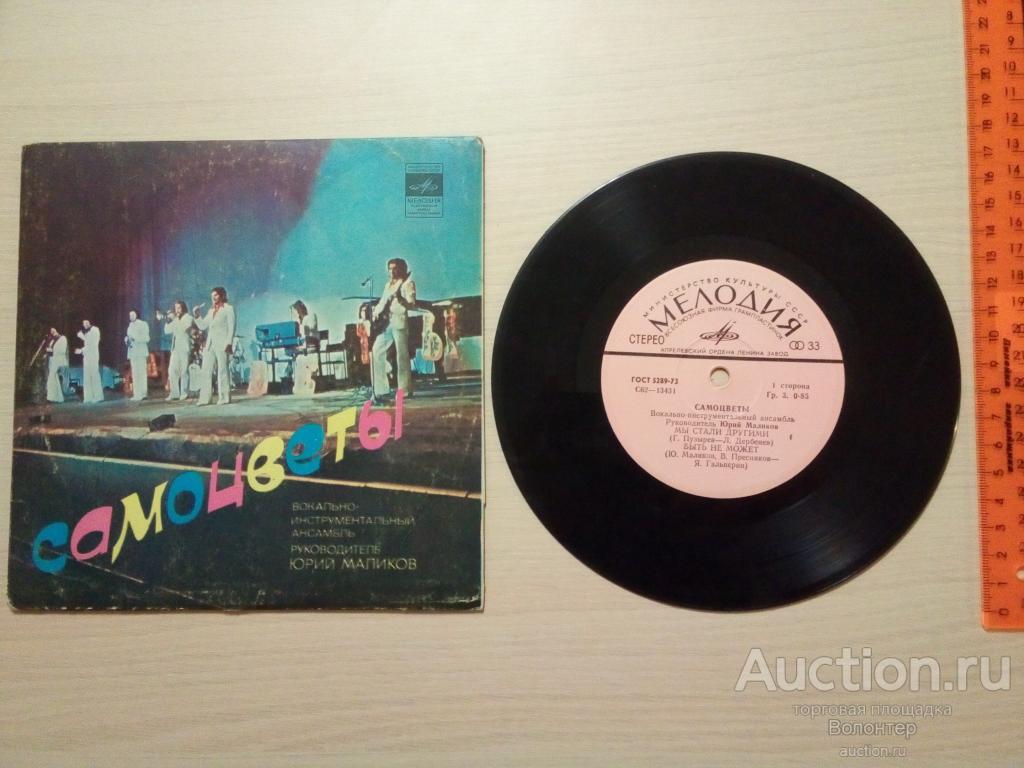 МЕЛОДИЯ
самоцветы
ВОКАЛЬНО-
ИНСТРУМЕНТАЛЬНЫЙ
АНСАМБЛЬ
РУКОВОДИТЕЛЬ
ЮРИЙ МАЛИКОВ
МИНИСТЕРСТВО КУЛЬТУРЫ СССР
МЕЛОДИЯ
ВСЕСОЮЗНАЯ ФИРМА ГРАМПЛАСТИНОК
СТЕРЕО
33
АПРЕЛЕВСКИЙ ОРДЕНА ЛЕНИНА ЗАВОД
ГОСТ 5289-73
С62—13431
1 сторона
Гр. 3. 0-85
САМОЦВЕТЫ
Вокально-инструментальный ансамбль
Руководитель Юрий Маликов
МЫ СТАЛИ ДРУГИМИ
(Г. Пузырев—Л. Дербенев)
БЫТЬ НЕ МОЖЕТ
(Ю. Маликов, В. Пресняков—
Я. Гальперин)
Auction.ru
торговая площадка
Волонтер
auction.ru